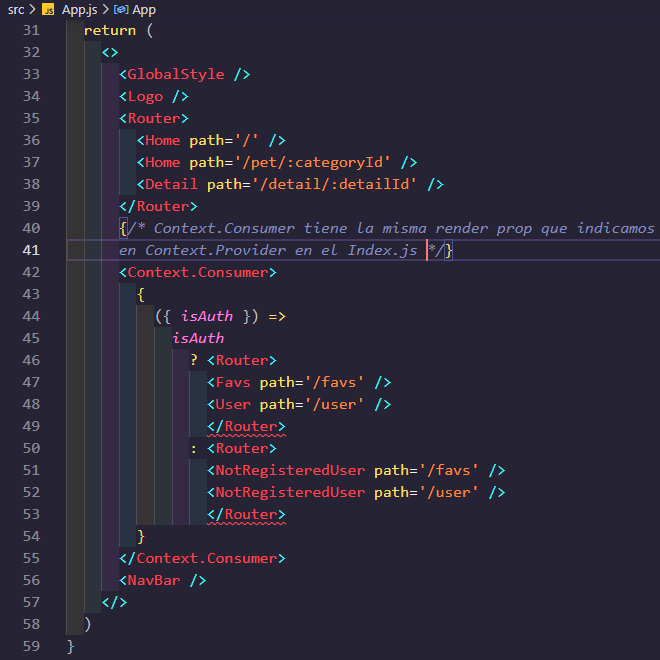 src > JS App.js > App
31 return (
32 <>
33 <GlobalStyle />
34 <Logo />
35 <Router>
36 <Home path='/' />
37 <Home path='/pet/:categoryId' />
38 <Detail path='/detail/:detailId' />
39 </Router>
40 {/* Context.Consumer tiene la misma render prop que indicamos
41 en Context.Provider en el Index.js */}
42 <Context.Consumer>
43 {
44 ({ isAuth }) =>
45 isAuth
46 ? <Router>
47 <Favs path='/favs' />
48 <User path='/user' />
49 </Router>
50 : <Router>
51 <NotRegisteredUser path='/favs' />
52 <NotRegisteredUser path='/user' />
53 </Router>
54 }
55 </Context.Consumer>
56 <NavBar />
57 </>
58 )
59 }